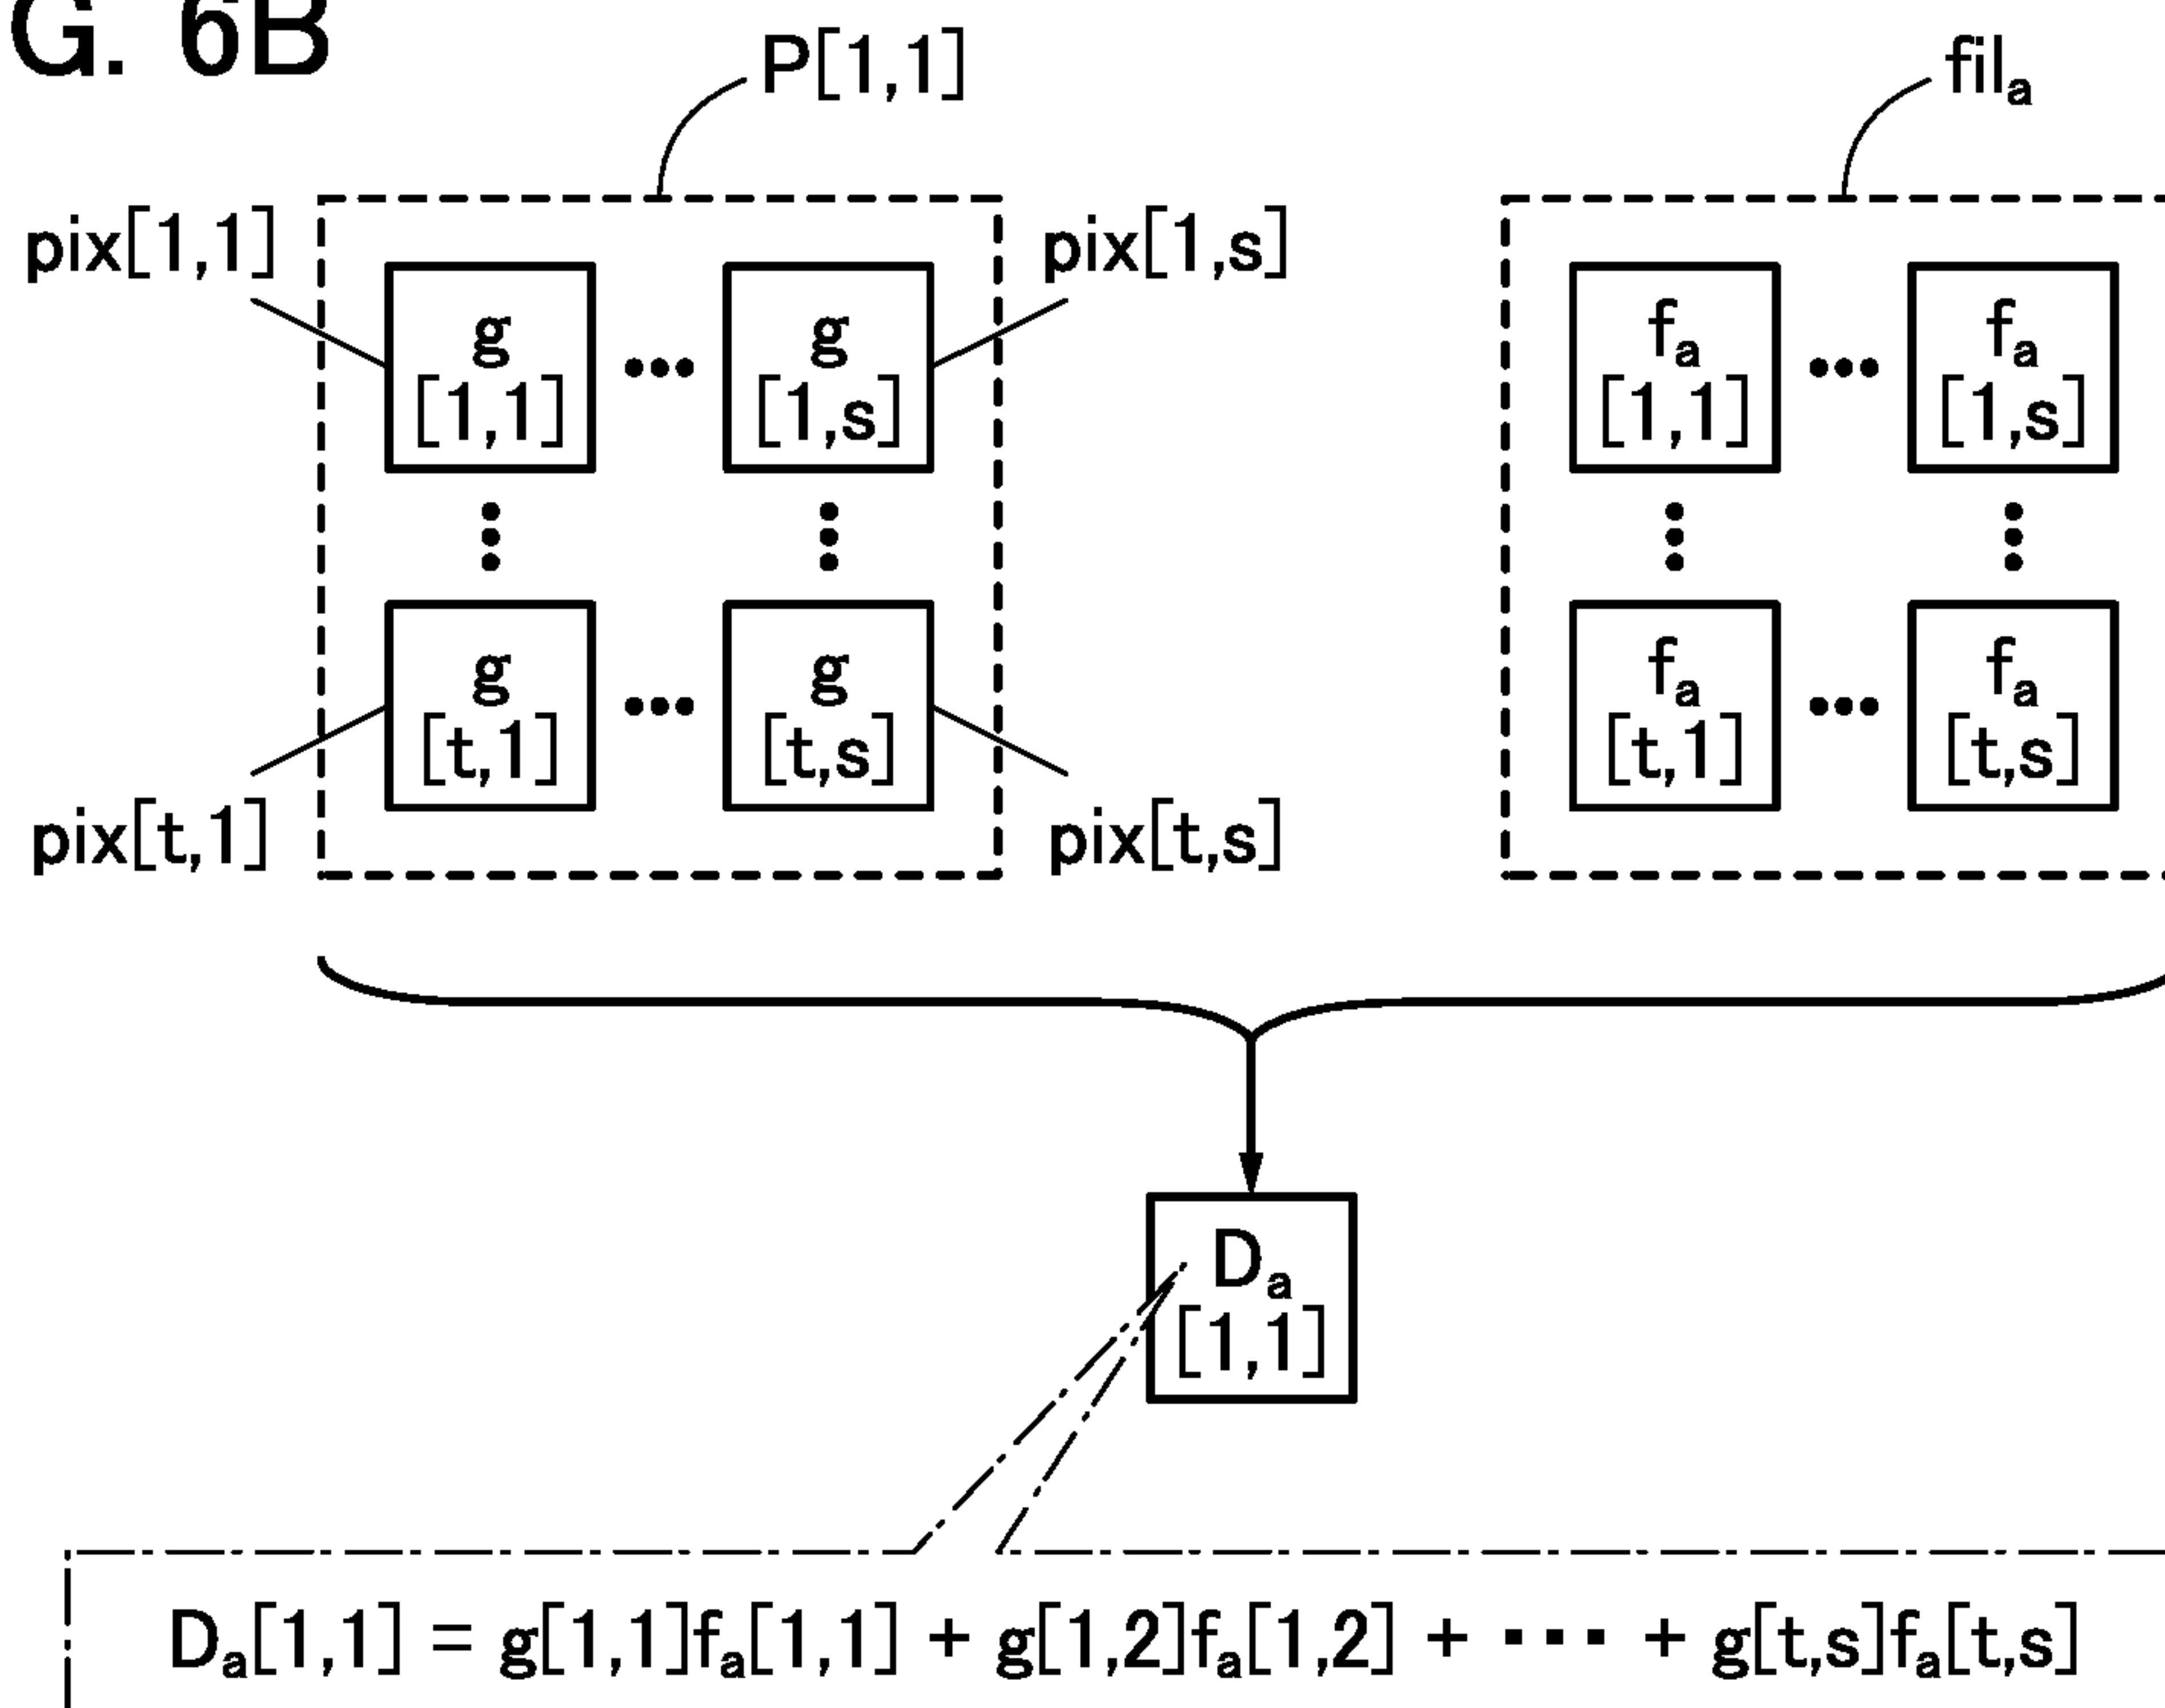 G. 6B
P[1,1]
fila
pix[1,1]
pix[1,s]
g
[1,1]
•••
g
[1,s]
fa
[1,1]
•••
fa
[1,s]
g
[t,1]
•••
g
[t,s]
fa
[t,1]
•••
fa
[t,s]
pix[t,1]
pix[t,s]
Da
[1,1]
Da[1,1] = g[1,1]fa[1,1] + g[1,2]fa[1,2] + ··· + g[t,s]fa[t,s]